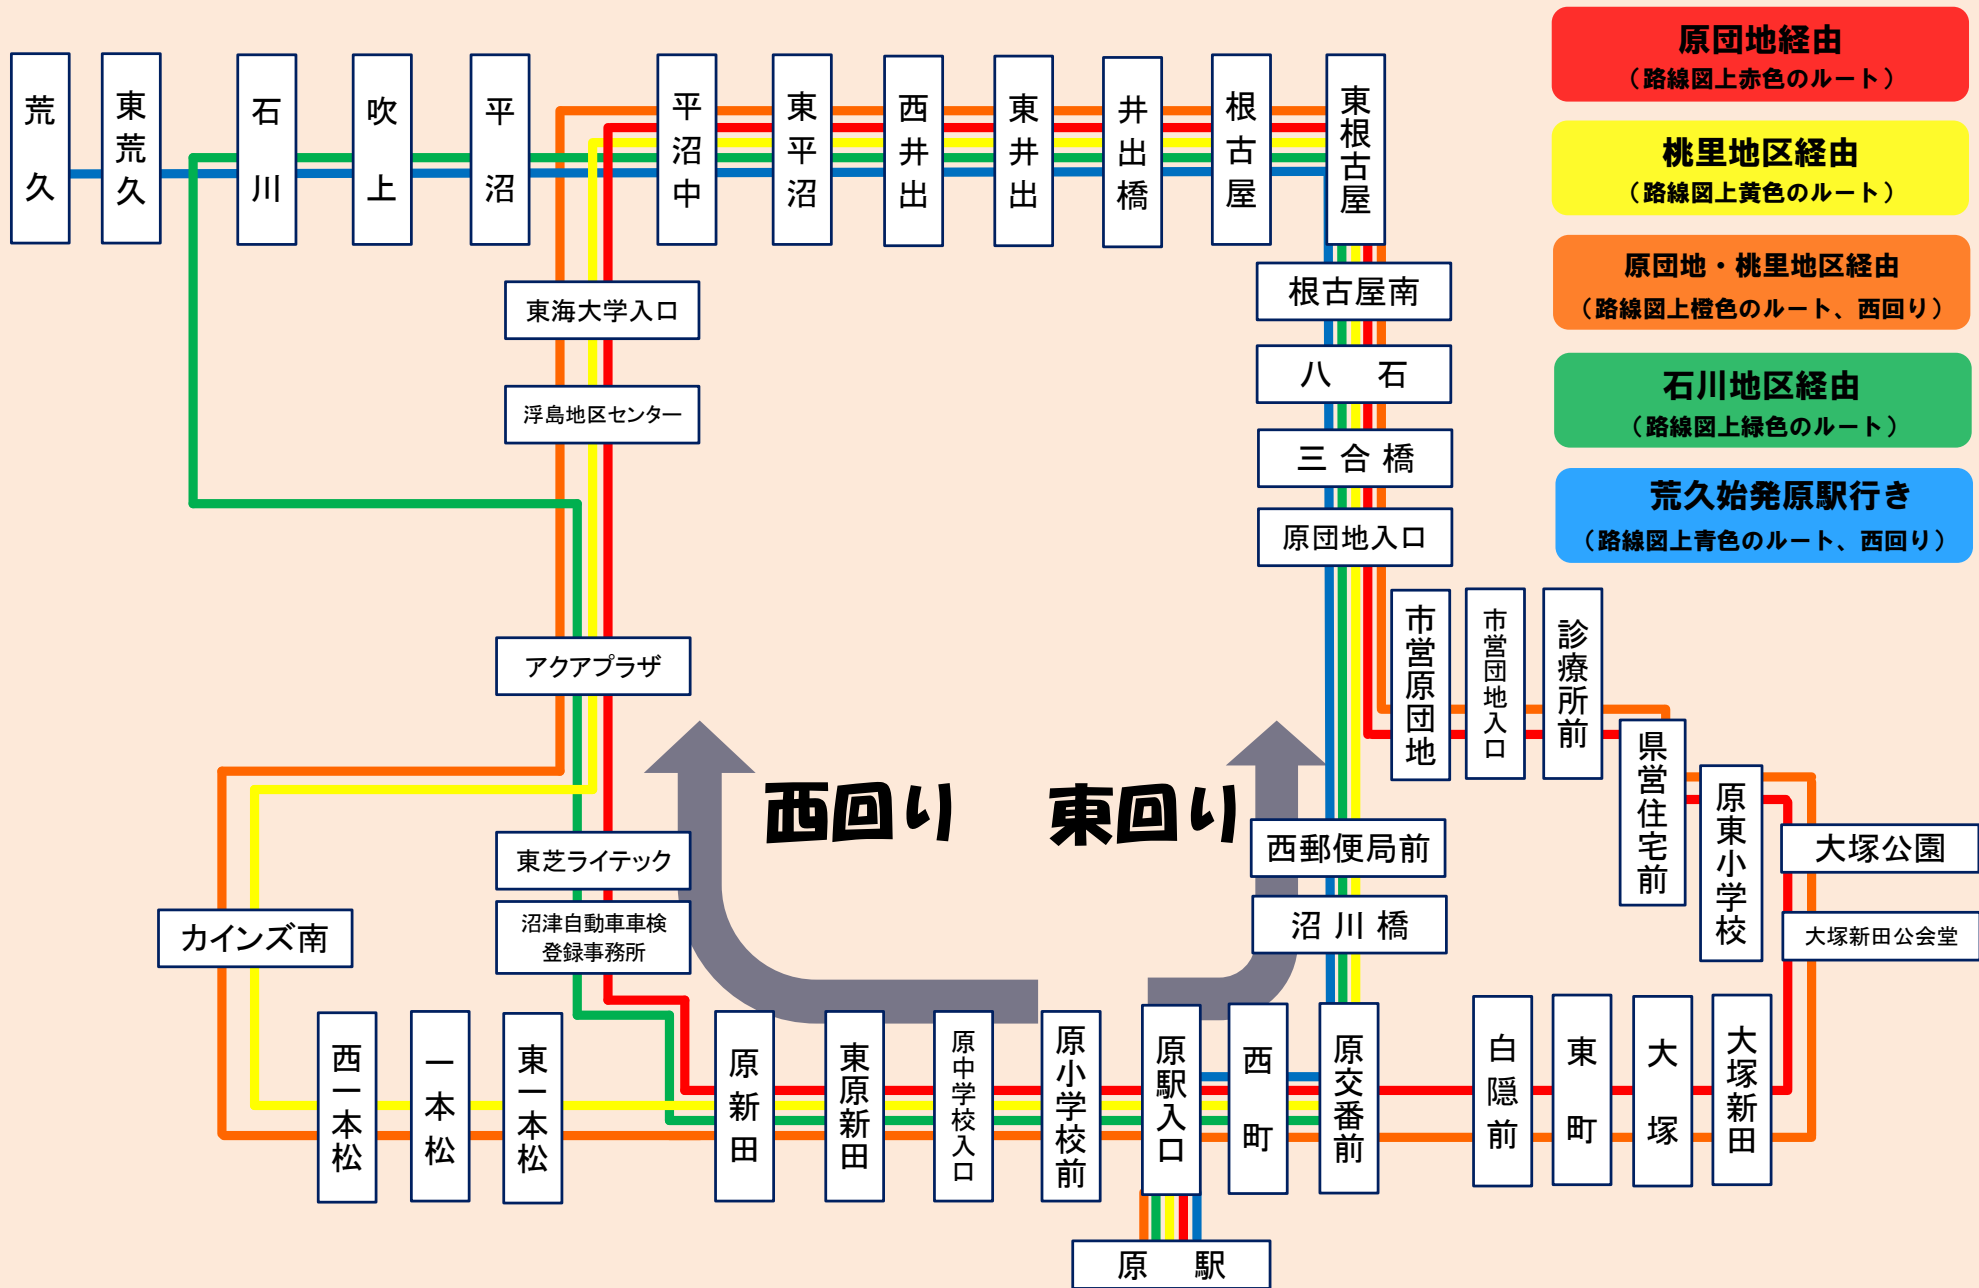 原団地経由
（路線図上赤色のルート）
桃里地区経由
（路線図上黄色のルート）
原団地・桃里地区経由
（路線図上橙色のルート、西回り）
石川地区経由
（路線図上緑色のルート）
荒久始発原駅行き
（路線図上青色のルート、西回り）
荒久
東荒久
石川
吹上
平沼
平沼中
東平沼
西井出
東井出
井出橋
根古屋
東根古屋
東海大学入口
浮島地区センター
アクアプラザ
東芝ライテック
沼津自動車車検
登録事務所
カインズ南
根古屋南
八石
三合橋
原団地入口
市営原団地
市営団地入口
診療所前
県営住宅前
原東小学校
大塚公園
大塚新田公会堂
西回り
東回り
西郵便局前
沼川橋
西一本松
一本松
東一本松
原新田
東原新田
原中学校入口
原小学校前
原駅入口
西町
原交番前
白隠前
東町
大塚
大塚新田
原駅